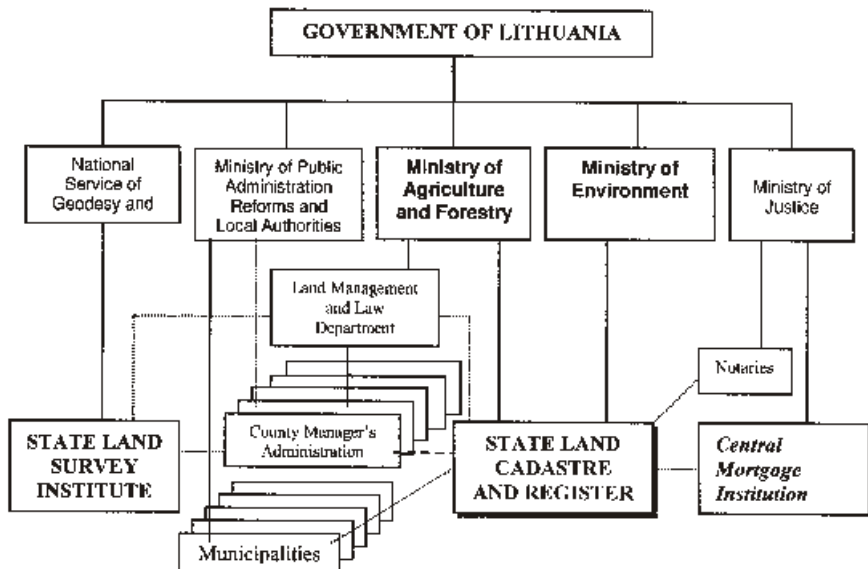 GOVERNMENT OF LITHUANIA
National
Service of
Geodesy and
Ministry of Public
Administration
Reforms and
Local Authorities
Ministry of
Agriculture
and Forestry
Ministry of
Environment
Ministry of
Justice
Land Management
and Law
Department
Notaries
County Manager's
Administration
STATE LAND
SURVEY
INSTITUTE
STATE LAND
CADASTRE
AND REGISTER
Central
Mortgage
Institution
Municipalities